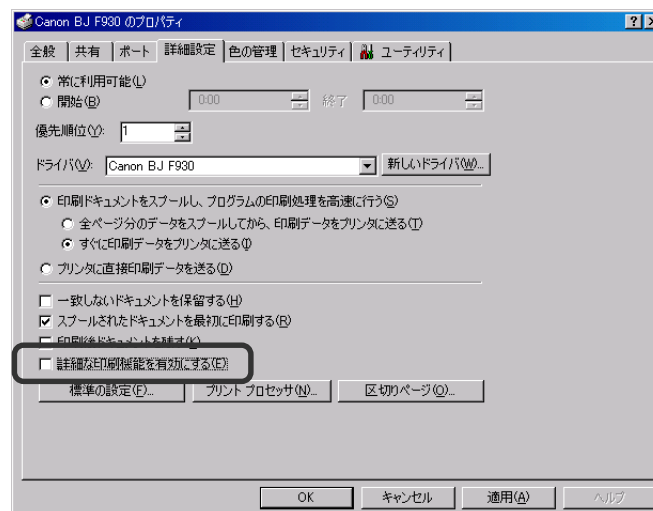 Canon BJ F930 のプロパティ
全般 共有 ポート 詳細設定 色の管理 セキュリティ ユーティリティ
常に利用可能(L)
開始(B) 0:00 終了 0:00
優先順位(Y): 1
ドライバ(V): Canon BJ F930 新しいドライバ(W)...
印刷ドキュメントをスプールし、プログラムの印刷処理を高速に行う(S)
全ページ分のデータをスプールしてから、印刷データをプリンタに送る(T)
すぐに印刷データをプリンタに送る(I)
プリンタに直接印刷データを送る(D)
一致しないドキュメントを保留する(H)
スプールされたドキュメントを最初に印刷する(R)
印刷後ドキュメントを残す(K)
詳細な印刷機能を有効にする(E)
標準の設定(F)... プリント プロセッサ(N)... 区切りページ(O)...
OK キャンセル 適用(A) ヘルプ